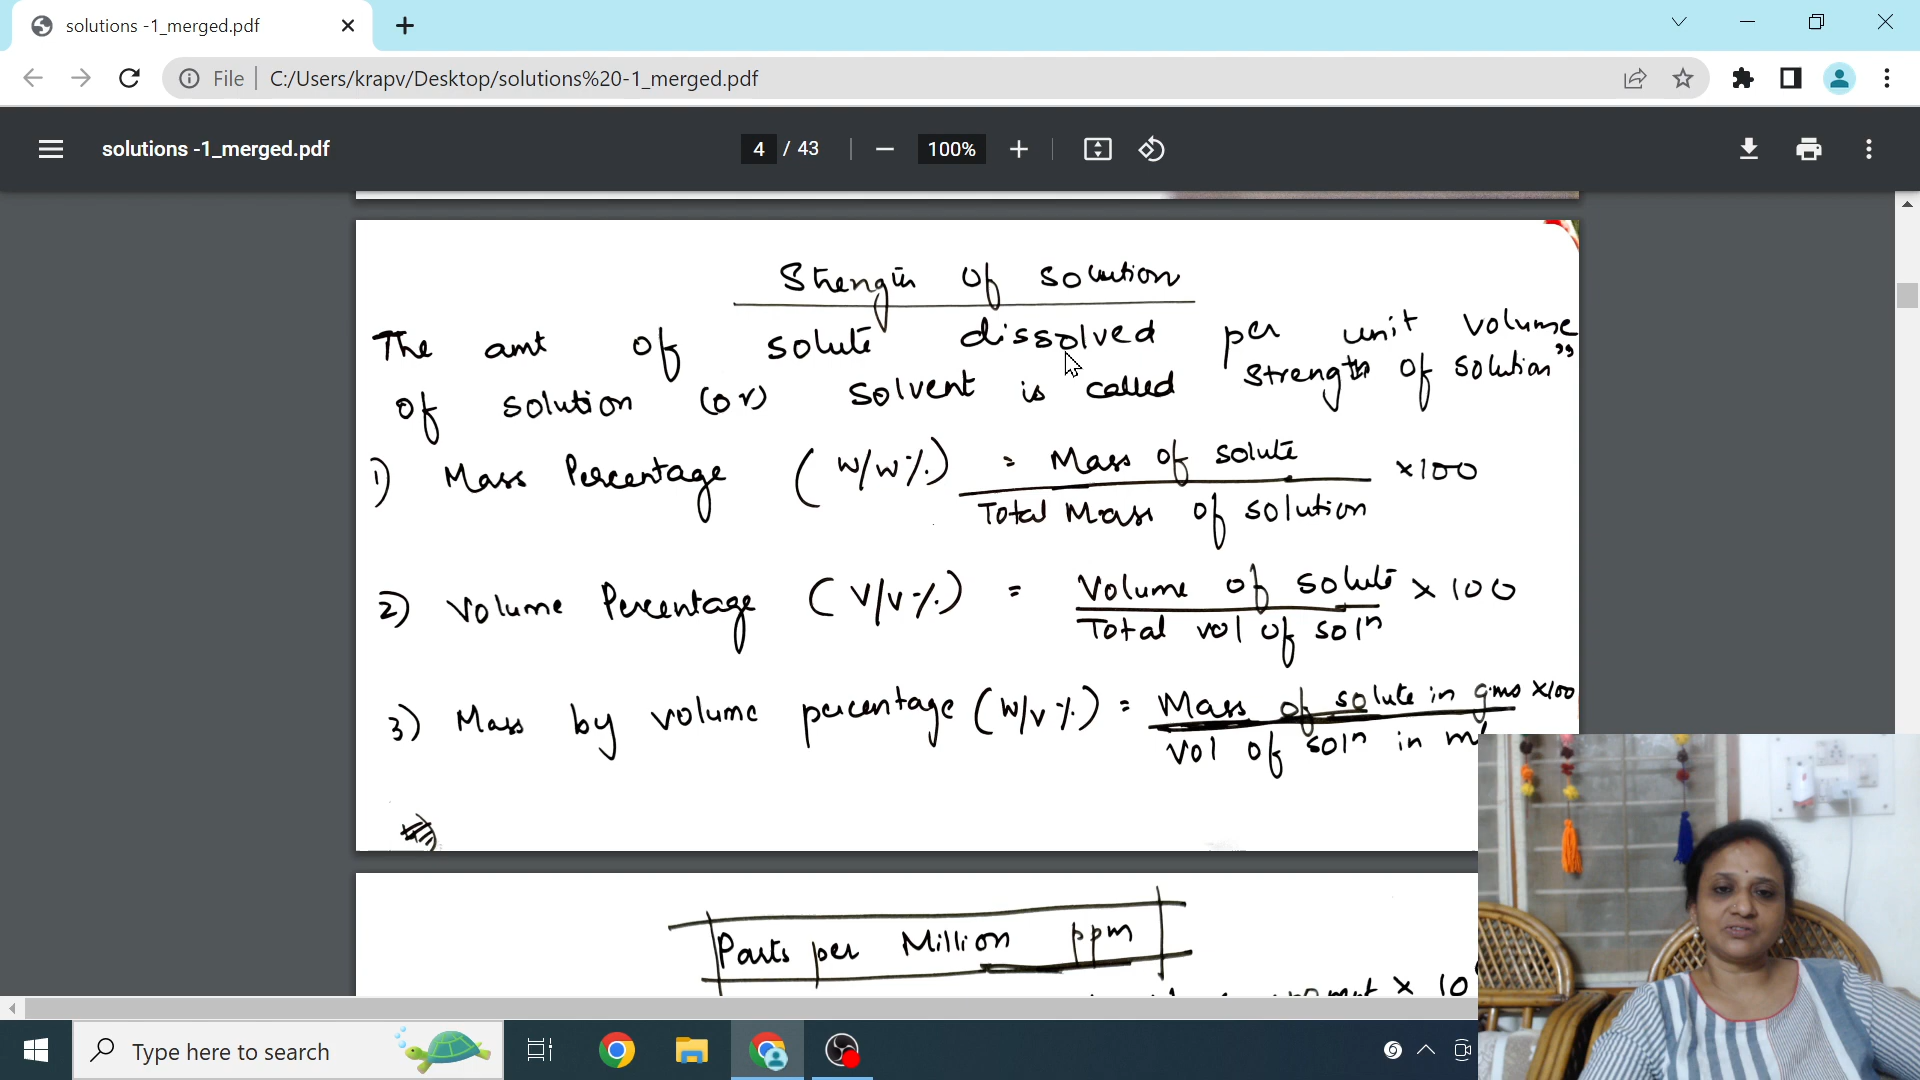 solutions -1_merged.pdf
File C:/Users/krapv/Desktop/solutions%20-1_merged.pdf
solutions -1_merged.pdf 4 / 43 100%
Strength of solution
The amt of solute dissolved per unit volume
of solution (or) solvent is called strength of solution"
1) Mass Percentage (W/W%) = Mass of solute ×100
Total Mass of solution
2) Volume Percentage (V/V%) = Volume of solute × 100
Total vol of solⁿ
3) Mass by volume percentage (W/V%) = Mass of solute in gms ×100
Vol of solⁿ in ml
Parts per Million ppm
× 10
Type here to search